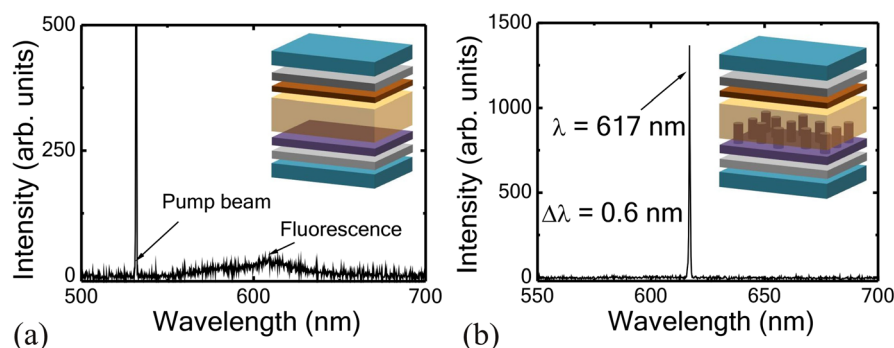 500
250
0
500
600
700
Intensity (arb. units)
Wavelength (nm)
Pump beam
Fluorescence
(a)
1500
1000
500
0
550
600
650
700
Intensity (arb. units)
Wavelength (nm)
λ = 617 nm
Δλ = 0.6 nm
(b)